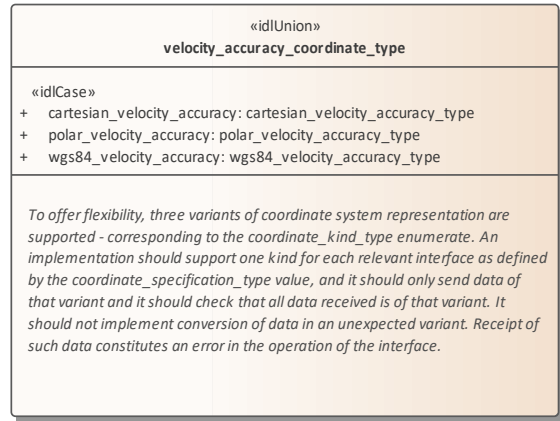 «idlUnion»
velocity_accuracy_coordinate_type
«idlCase»
+ cartesian_velocity_accuracy: cartesian_velocity_accuracy_type
+ polar_velocity_accuracy: polar_velocity_accuracy_type
+ wgs84_velocity_accuracy: wgs84_velocity_accuracy_type
To offer flexibility, three variants of coordinate system representation are
supported - corresponding to the coordinate_kind_type enumerate. An
implementation should support one kind for each relevant interface as defined
by the coordinate_specification_type value, and it should only send data of
that variant and it should check that all data received is of that variant. It
should not implement conversion of data in an unexpected variant. Receipt of
such data constitutes an error in the operation of the interface.